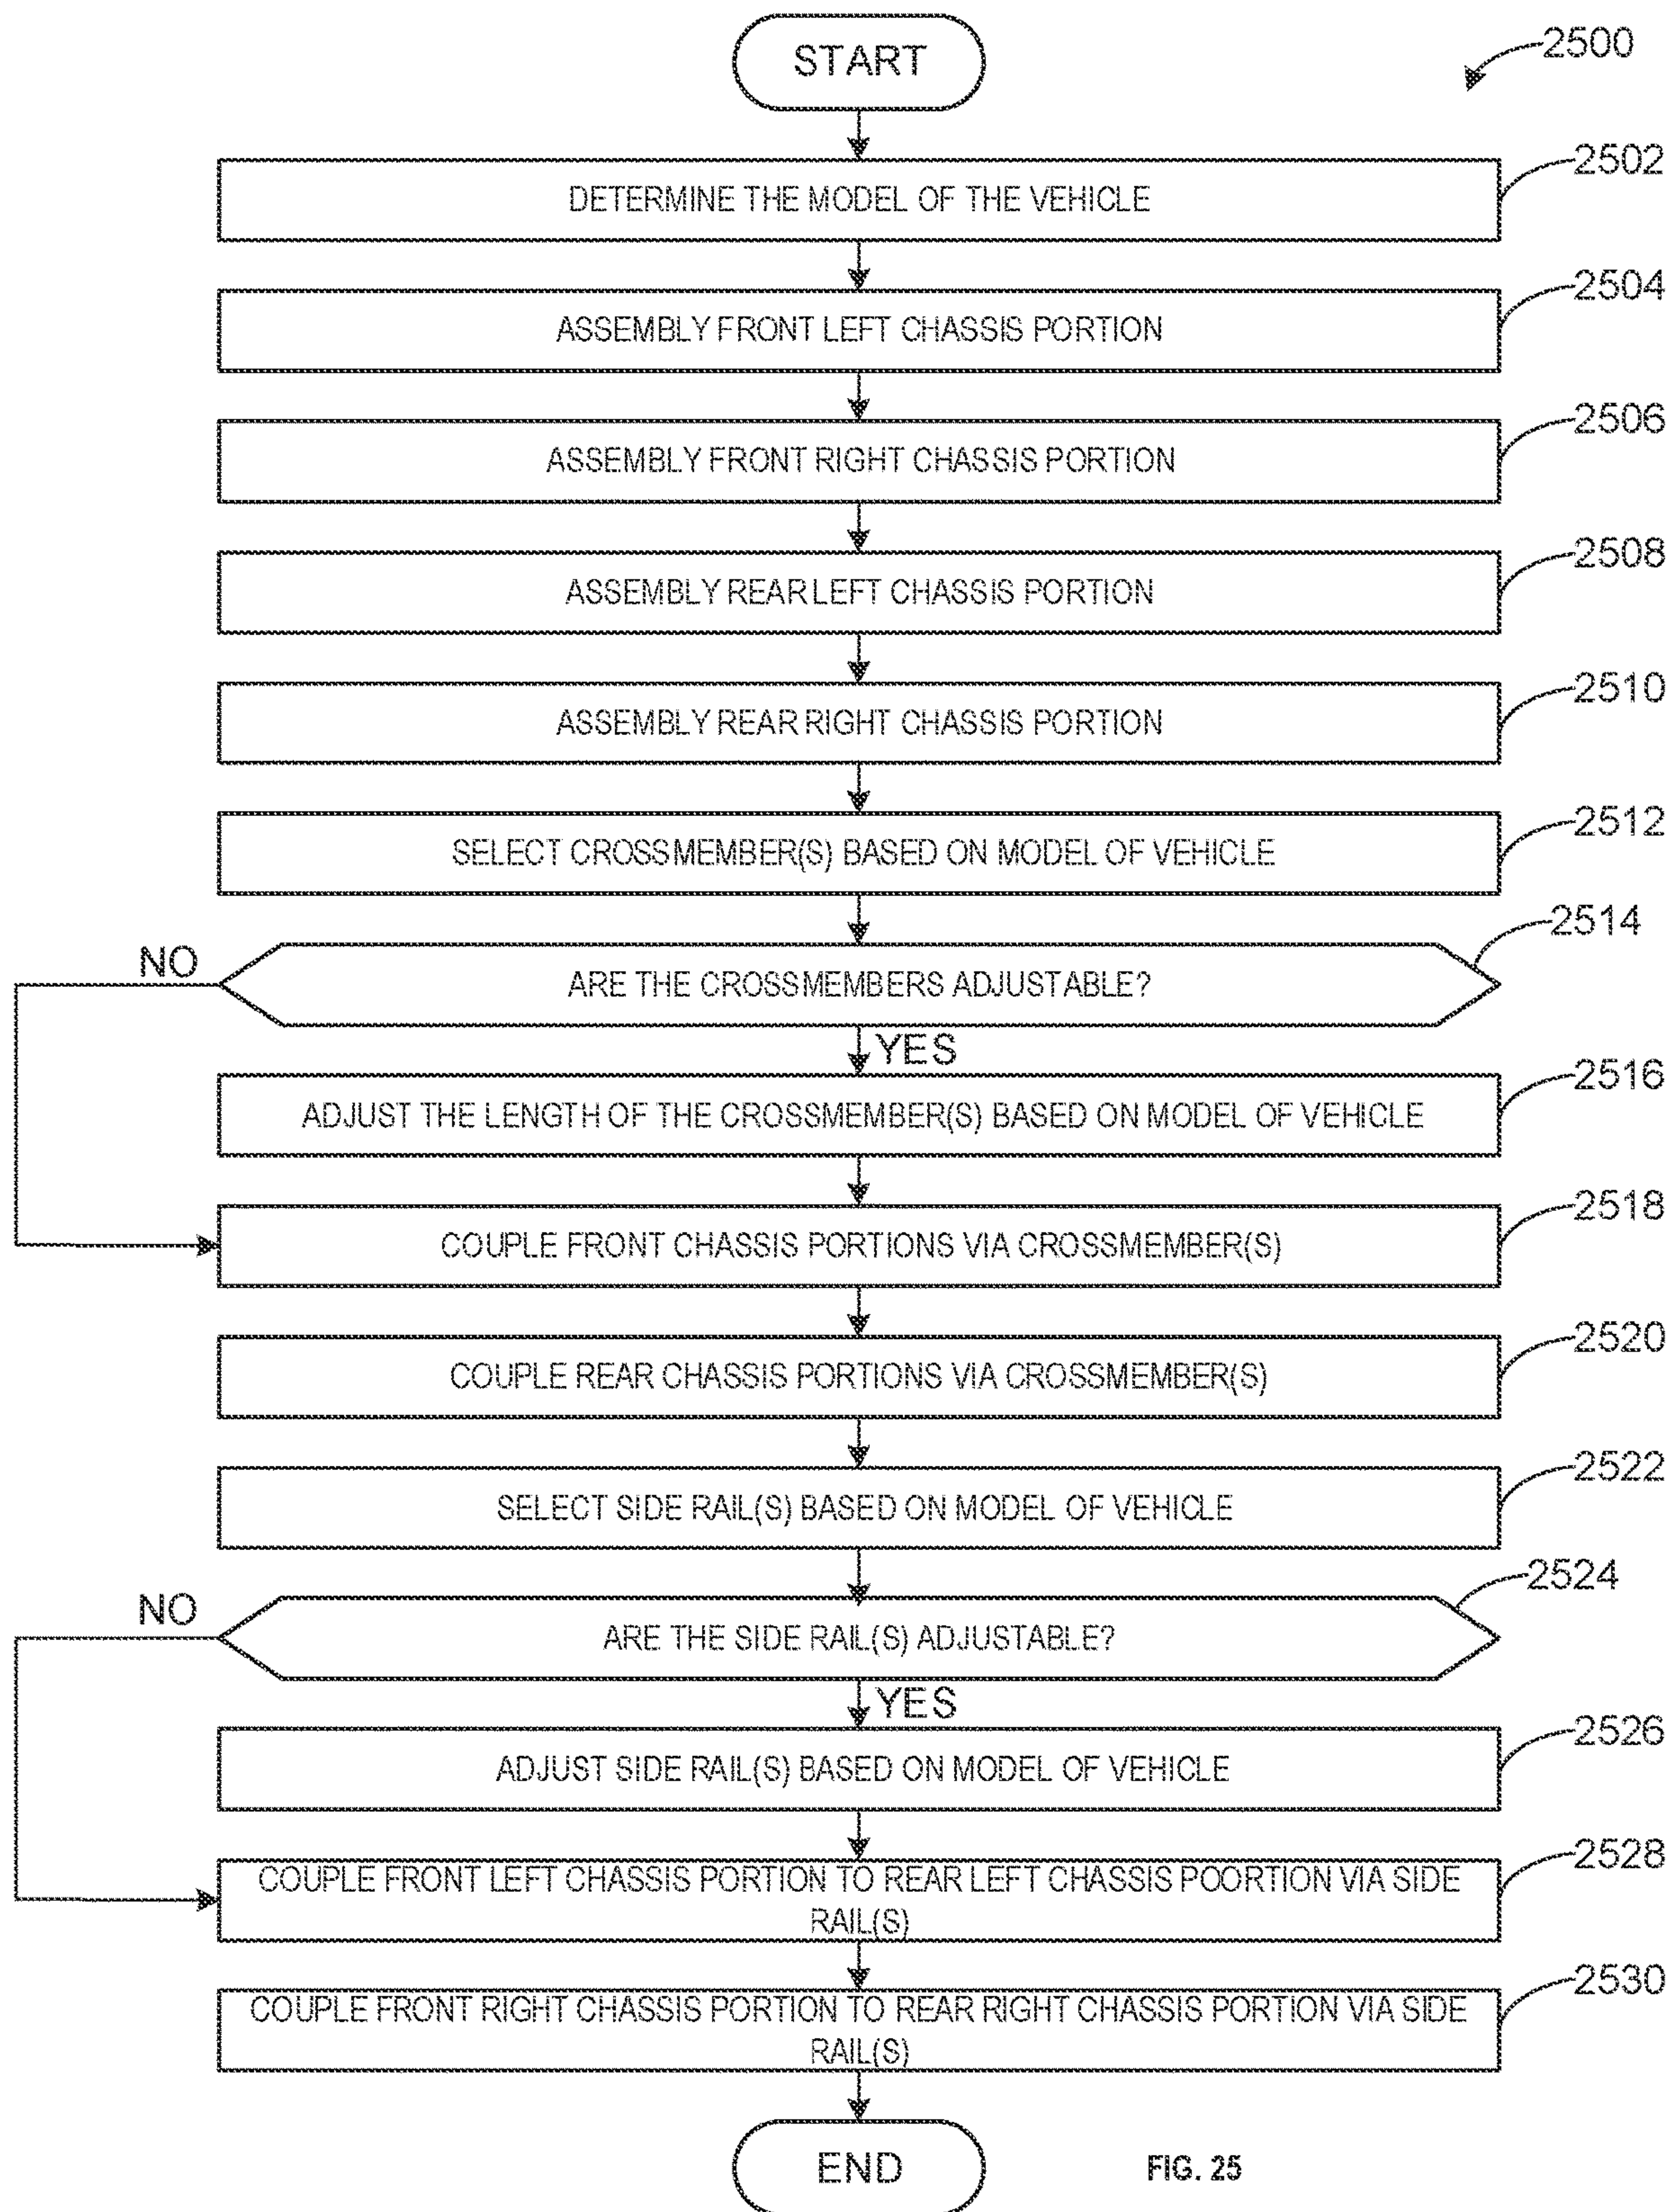 START
2500
2502
DETERMINE THE MODEL OF THE VEHICLE
2504
ASSEMBLY FRONT LEFT CHASSIS PORTION
2506
ASSEMBLY FRONT RIGHT CHASSIS PORTION
2508
ASSEMBLY REAR LEFT CHASSIS PORTION
2510
ASSEMBLY REAR RIGHT CHASSIS PORTION
2512
SELECT CROSSMEMBER(S) BASED ON MODEL OF VEHICLE
2514
NO
ARE THE CROSSMEMBERS ADJUSTABLE?
YES
2516
ADJUST THE LENGTH OF THE CROSSMEMBER(S) BASED ON MODEL OF VEHICLE
2518
COUPLE FRONT CHASSIS PORTIONS VIA CROSSMEMBER(S)
2520
COUPLE REAR CHASSIS PORTIONS VIA CROSSMEMBER(S)
2522
SELECT SIDE RAIL(S) BASED ON MODEL OF VEHICLE
2524
NO
ARE THE SIDE RAIL(S) ADJUSTABLE?
YES
2526
ADJUST SIDE RAIL(S) BASED ON MODEL OF VEHICLE
2528
COUPLE FRONT LEFT CHASSIS PORTION TO REAR LEFT CHASSIS POORTION VIA SIDE
RAIL(S)
2530
COUPLE FRONT RIGHT CHASSIS PORTION TO REAR RIGHT CHASSIS PORTION VIA SIDE
RAIL(S)
END
FIG. 25